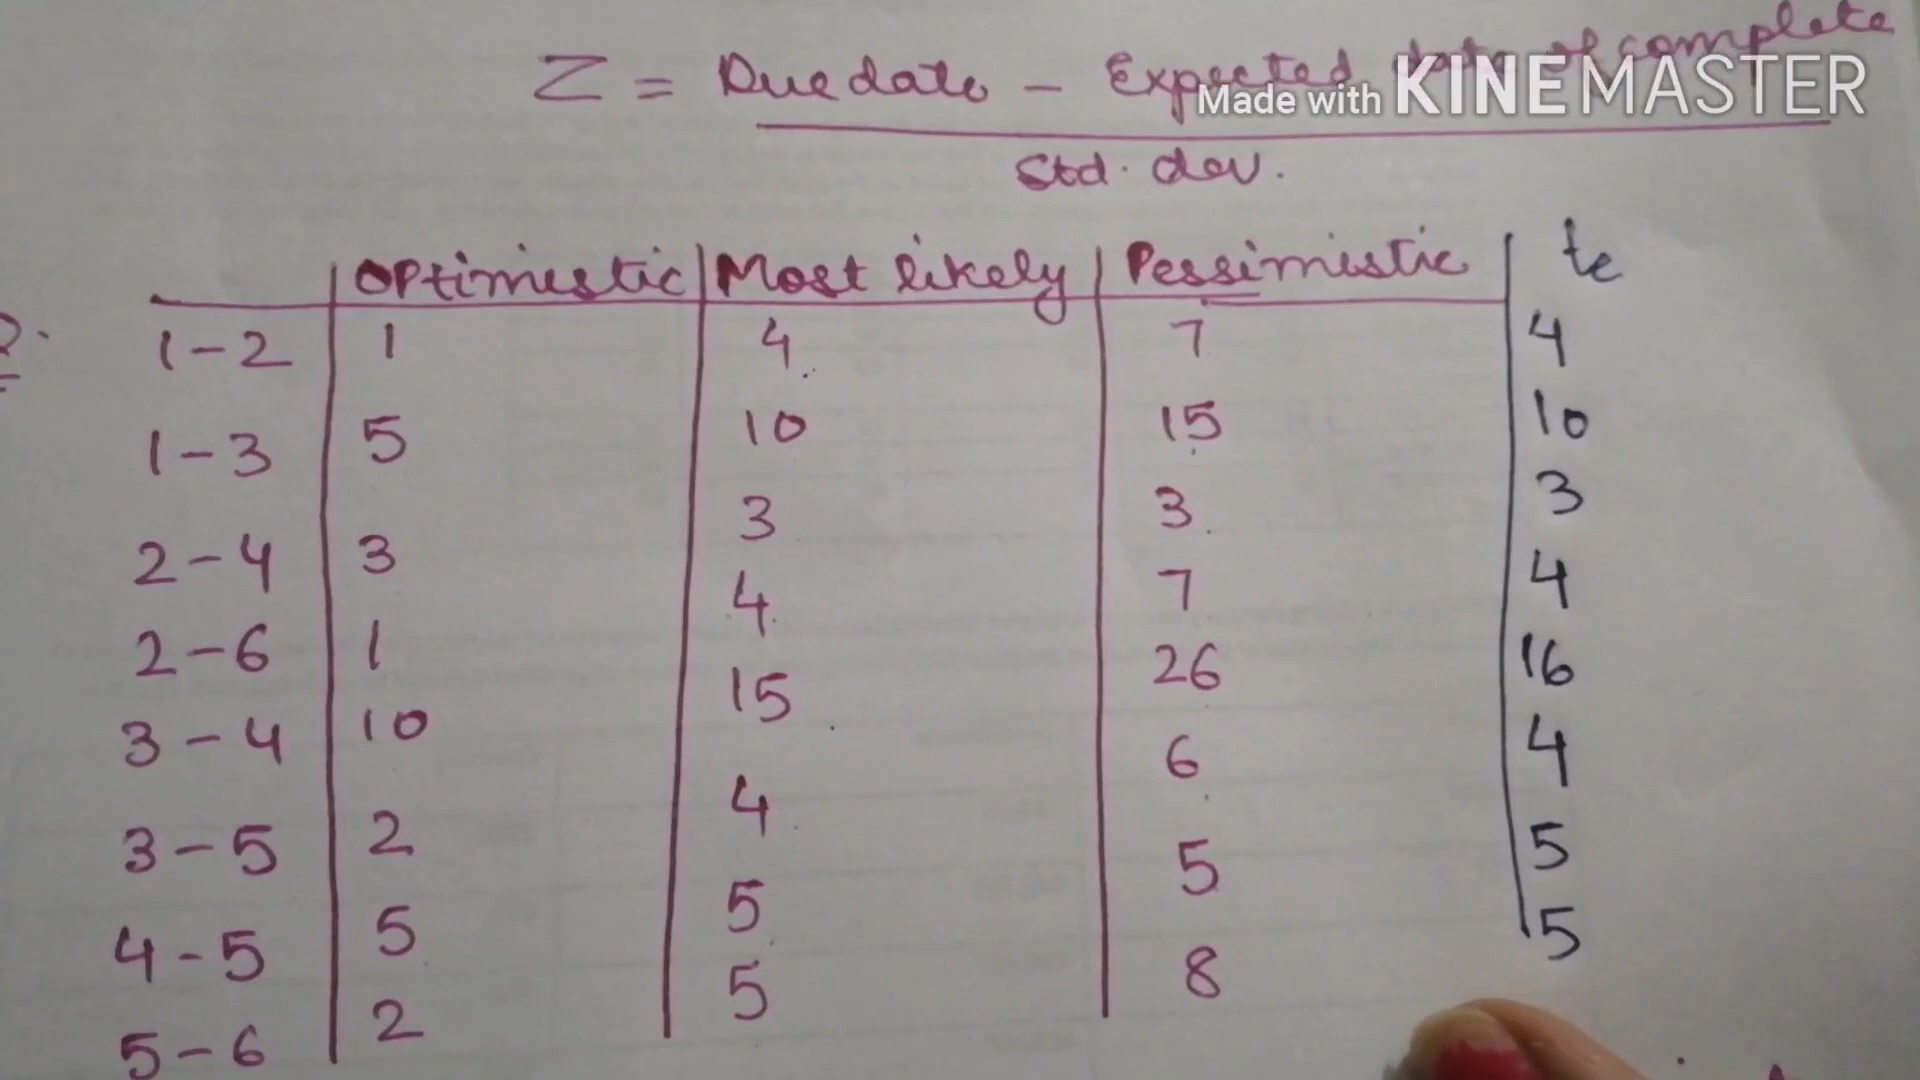 Z = Due date - Expected date of complete
Made with KINEMASTER
Std. dev.
Optimistic Most likely Pessimistic te
1-2 1 4 7 4
1-3 5 10 15 10
2-4 3 3 3 3
2-6 1 4 7 4
3-4 10 15 26 16
3-5 2 4 6 4
4-5 5 5 5 5
5-6 2 5 8 5